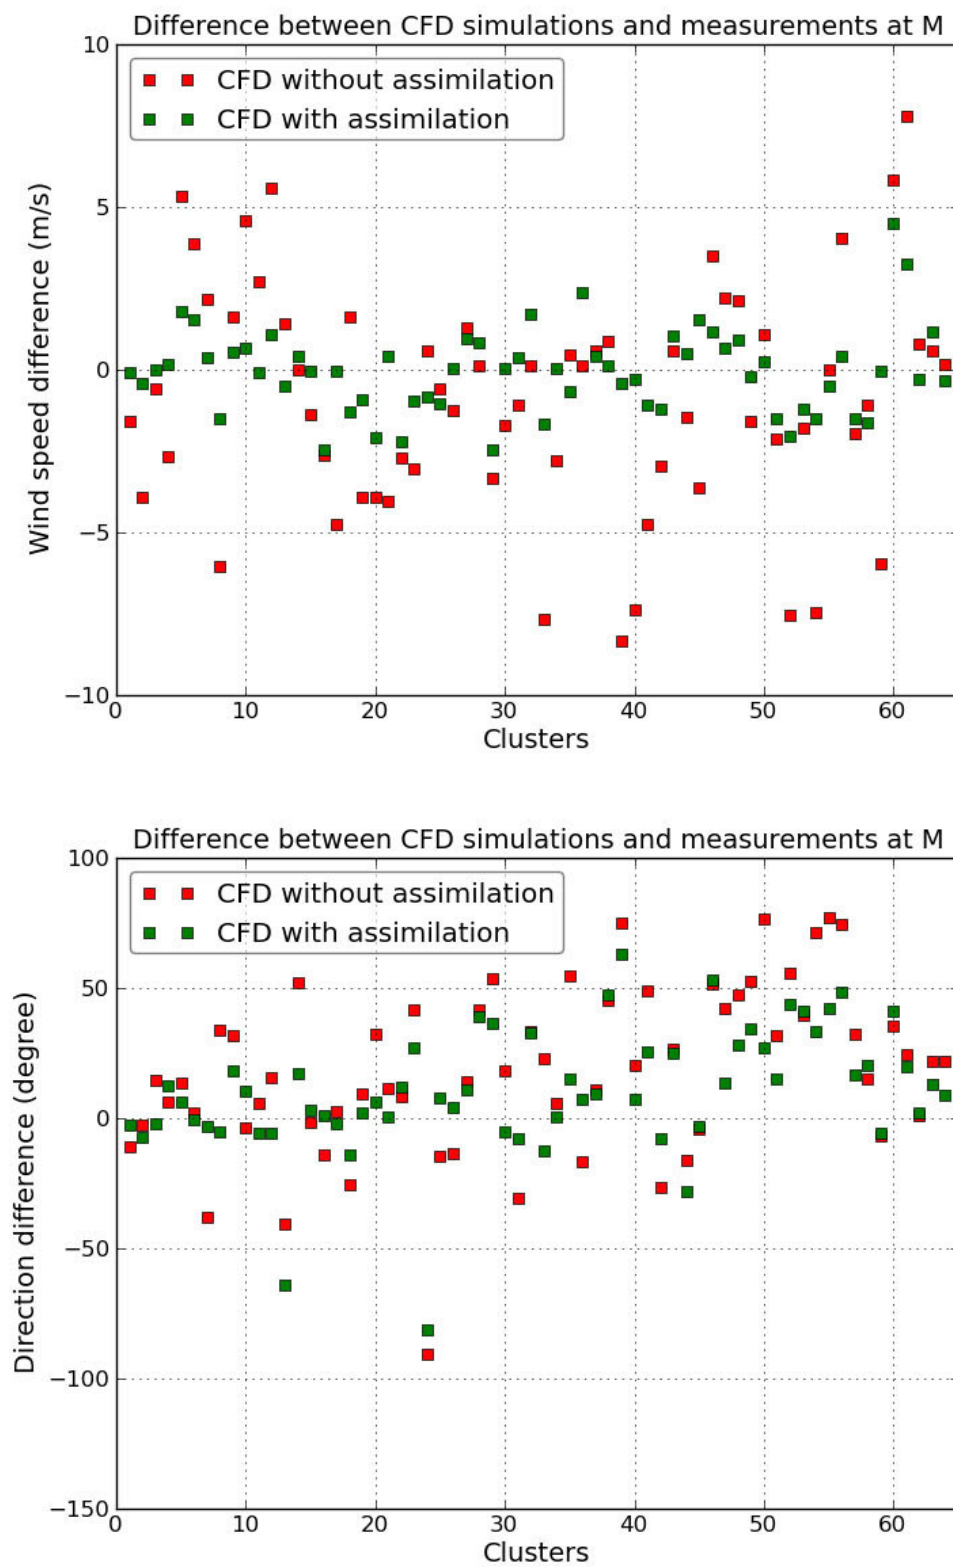 Difference between CFD simulations and measurements at M
CFD without assimilation
CFD with assimilation
Wind speed difference (m/s)
10
5
0
−5
−10
0 10 20 30 40 50 60
Clusters
Difference between CFD simulations and measurements at M
CFD without assimilation
CFD with assimilation
Direction difference (degree)
100
50
0
−50
−100
−150
0 10 20 30 40 50 60
Clusters